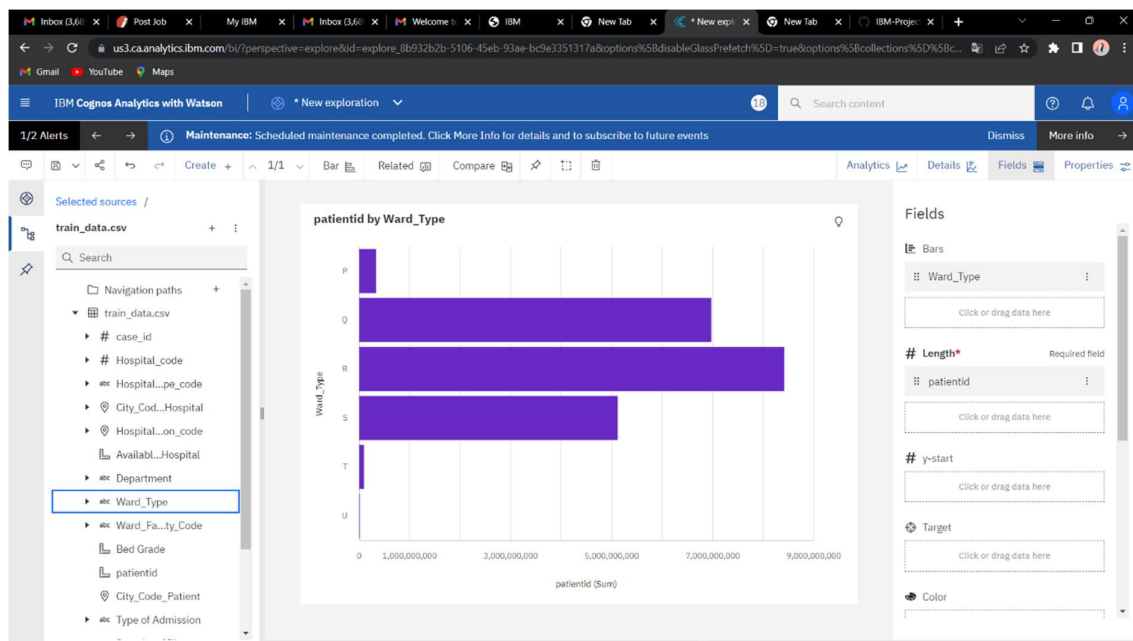 Inbox (3,68 Post Job My IBM Inbox (3,68 Welcome to IBM New Tab * New explo New Tab IBM-Project
us3.ca.analytics.ibm.com/bi/?perspective=explore&id=explore_8b932b2b-5106-45eb-93ae-bc9e3351317a&options%5BdisableGlassPrefetch%5D=true&options%5Bcollections%5D%5Bc...
Gmail YouTube Maps
IBM Cognos Analytics with Watson * New exploration 18 Search content
1/2 Alerts Maintenance: Scheduled maintenance completed. Click More Info for details and to subscribe to future events Dismiss More info
Create + 1/1 Bar Related Compare Analytics Details Fields Properties
Selected sources /
train_data.csv
Search
Navigation paths
train_data.csv
# case_id
# Hospital_code
abc Hospital...pe_code
City_Cod...Hospital
Hospital...on_code
Availabl...Hospital
abc Department
abc Ward_Type
abc Ward_Fa...ty_Code
Bed Grade
patientid
City_Code_Patient
abc Type of Admission
patientid by Ward_Type
Ward_Type
P
Q
R
S
T
U
0 1,000,000,000 3,000,000,000 5,000,000,000 7,000,000,000 9,000,000,000
patientid (Sum)
Fields
Bars
Ward_Type
Click or drag data here
# Length* Required field
patientid
Click or drag data here
# y-start
Click or drag data here
Target
Click or drag data here
Color